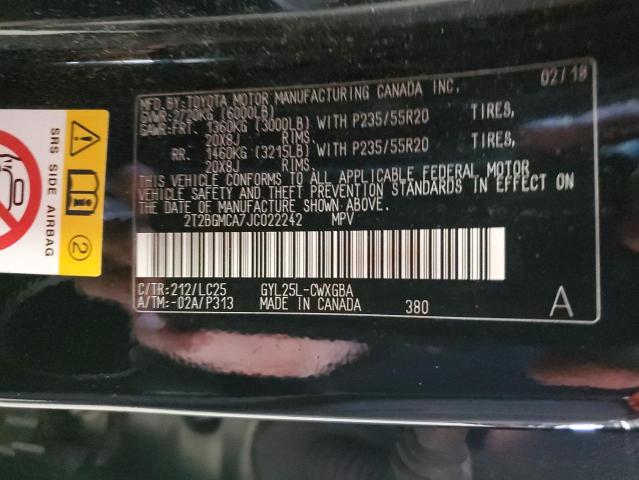 02/18
MFD.BY:TOYOTA MOTOR MANUFACTURING CANADA INC.
GVWR:2720KG (6000LB)
GAWR:FRT. 1360KG (3000LB) WITH P235/55R20 TIRES,
20X8J RIMS
RR. 1460KG (3215LB) WITH P235/55R20 TIRES,
20X8J RIMS
THIS VEHICLE CONFORMS TO ALL APPLICABLE FEDERAL MOTOR
VEHICLE SAFETY AND THEFT PREVENTION STANDARDS IN EFFECT ON
THE DATE OF MANUFACTURE SHOWN ABOVE.
2T2BGMCA7JC022242 MPV
C/TR:212/LC25 GYL25L-CWXGBA
A/TM:-02A/P313 MADE IN CANADA 380 A
SRS SIDE AIRBAG
2